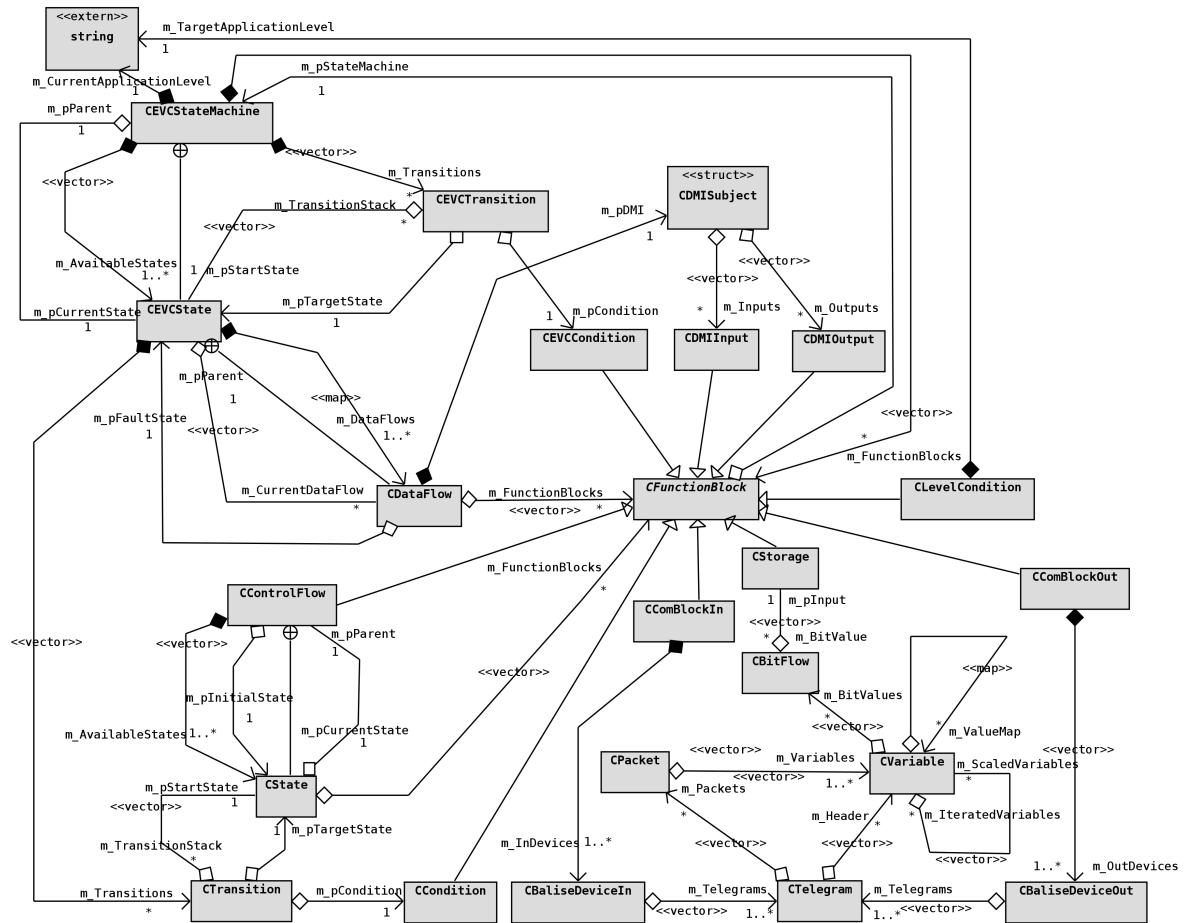 <<extern>>
string
m_TargetApplicationLevel
1
m_CurrentApplicationLevel
1
m_pStateMachine
1
CEVCStateMachine
m_pParent
1
<<vector>>
<<vector>>
m_Transitions
*
CEVCTransition
m_TransitionStack
*
<<vector>>
<<struct>>
CDMISubject
m_pDMI
1
<<vector>>
<<vector>>
m_AvailableStates
1..*
1
m_pStartState
m_pTargetState
1
m_pCurrentState
1
CEVCState
m_pCondition
1
m_Inputs
*
m_Outputs
*
CEVCCondition
CDMIInput
CDMIOutput
m_pParent
1
<<map>>
m_DataFlows
1..*
m_pFaultState
1
<<vector>>
<<vector>>
*
m_FunctionBlocks
m_CurrentDataFlow
*
CDataFlow
m_FunctionBlocks
<<vector>>
*
CFunctionBlock
CLevelCondition
CStorage
m_FunctionBlocks
*
CControlFlow
CComBlockIn
CComBlockOut
1
m_pInput
<<vector>>
*
m_BitValue
<<vector>>
<<vector>>
m_pParent
1
CBitFlow
<<vector>>
<<map>>
m_pInitialState
1
m_BitValues
*
<<vector>>
m_AvailableStates
1..*
m_pCurrentState
1
*
m_ValueMap
<<vector>>
<<vector>>
m_Variables
<<vector>>
1..*
CPacket
CVariable
m_ScaledVariables
*
m_pStartState
1
CState
<<vector>>
m_Packets
*
m_Header
*
*
m_IteratedVariables
1
m_pTargetState
m_TransitionStack
*
m_InDevices
1..*
<<vector>>
<<vector>>
<<vector>>
1..*
m_OutDevices
m_Transitions
*
CTransition
m_pCondition
1
CCondition
CBaliseDeviceIn
m_Telegrams
<<vector>>
1..*
CTelegram
m_Telegrams
1..*
<<vector>>
CBaliseDeviceOut